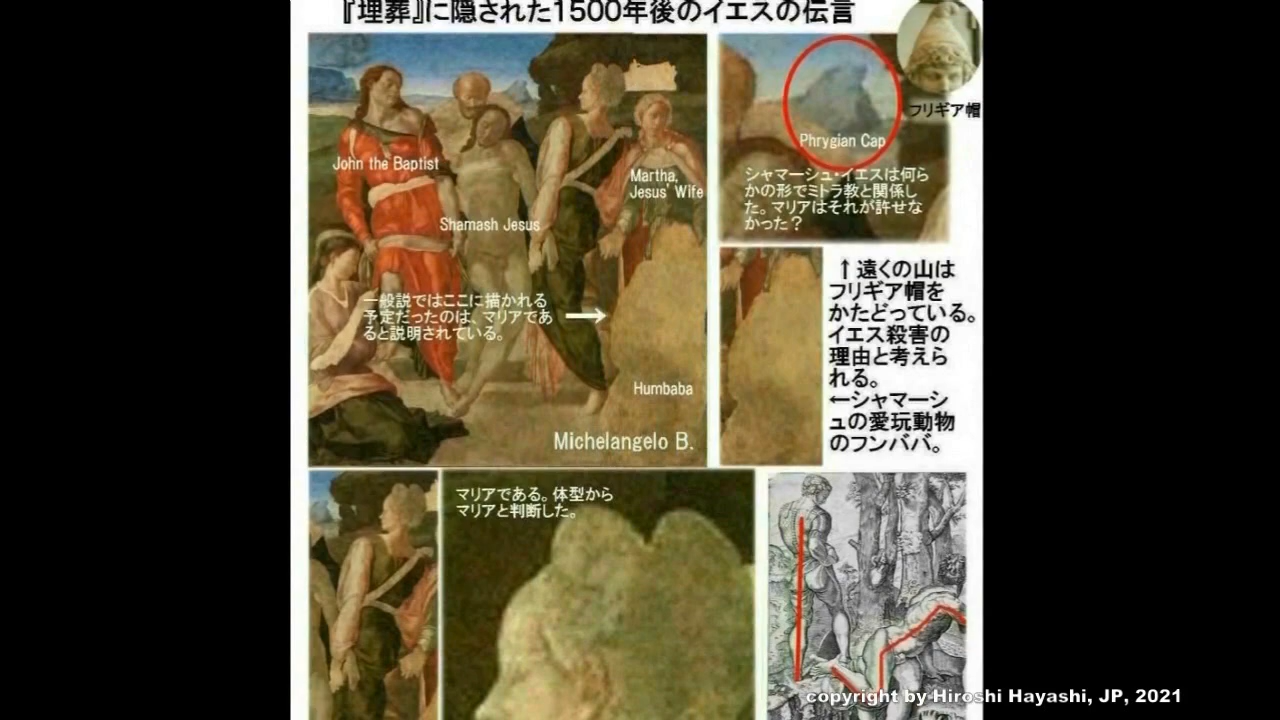 『埋葬』に隠された1500年後のイエスの伝言
John the Baptist
Shamash Jesus
Martha,
Jesus' Wife
一般説ではここに描かれる
予定だったのは、マリアであ
ると説明されている。
Humbaba
Michelangelo B.
フリギア帽
Phrygian Cap
シャマーシュ・イエスは何ら
かの形でミトラ教と関係し
た。マリアはそれが許せな
かった？
↑遠くの山は
フリギア帽を
かたどっている。
イエス殺害の
理由と考えら
れる。
←シャマーシ
ュの愛玩動物
のフンババ。
マリアである。体型から
マリアと判断した。
copyright by Hiroshi Hayashi, JP, 2021